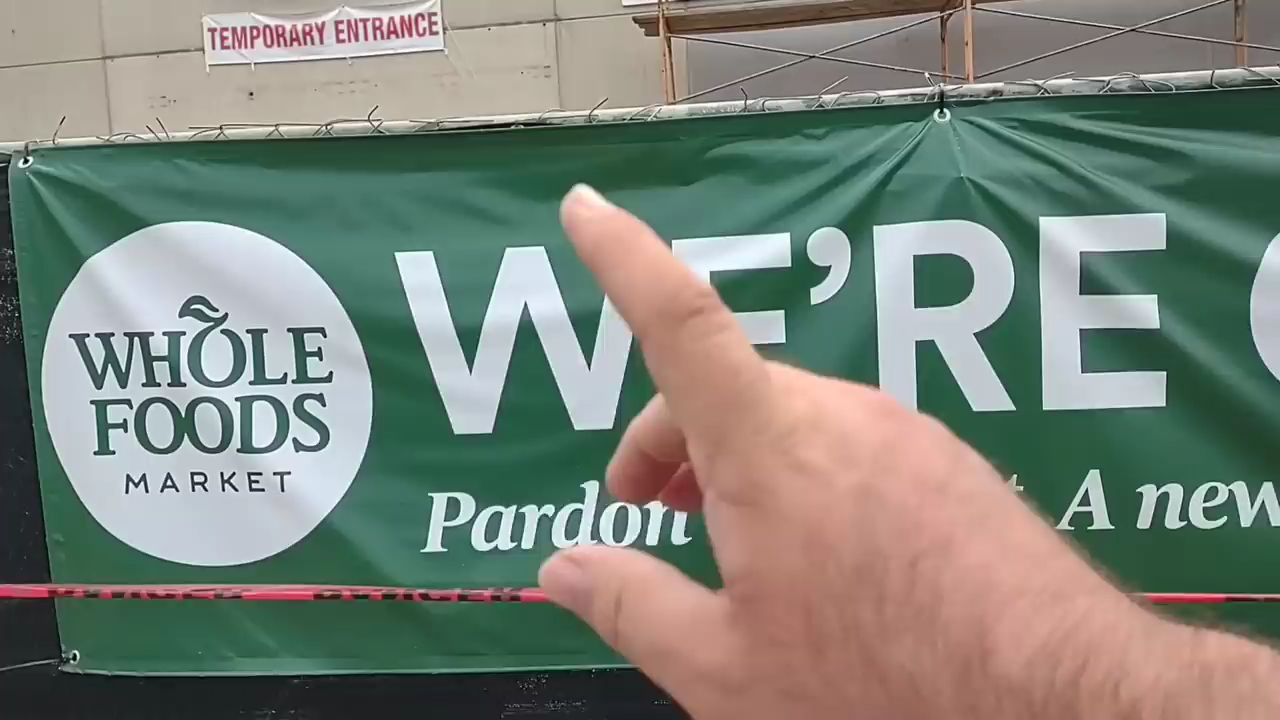 TEMPORARY ENTRANCE
WHOLE
FOODS
MARKET
WE'RE
Pardon A new